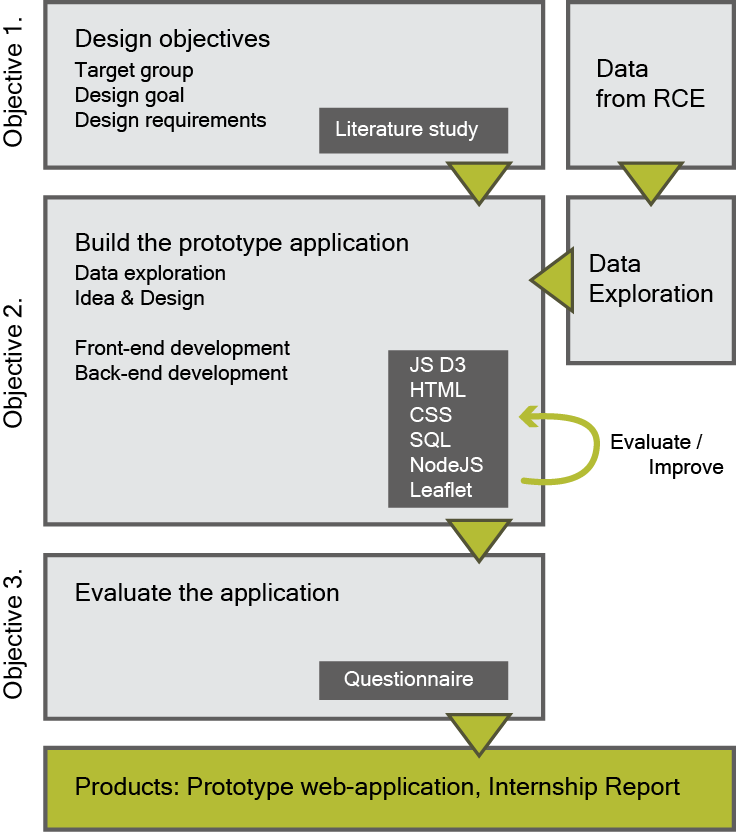 Objective 1.
Design objectives
Target group
Design goal
Design requirements
Literature study
Data
from RCE
Objective 2.
Build the prototype application
Data exploration
Idea & Design
Front-end development
Back-end development
JS D3
HTML
CSS
SQL
NodeJS
Leaflet
Data
Exploration
Evaluate /
Improve
Objective 3.
Evaluate the application
Questionnaire
Products: Prototype web-application, Internship Report